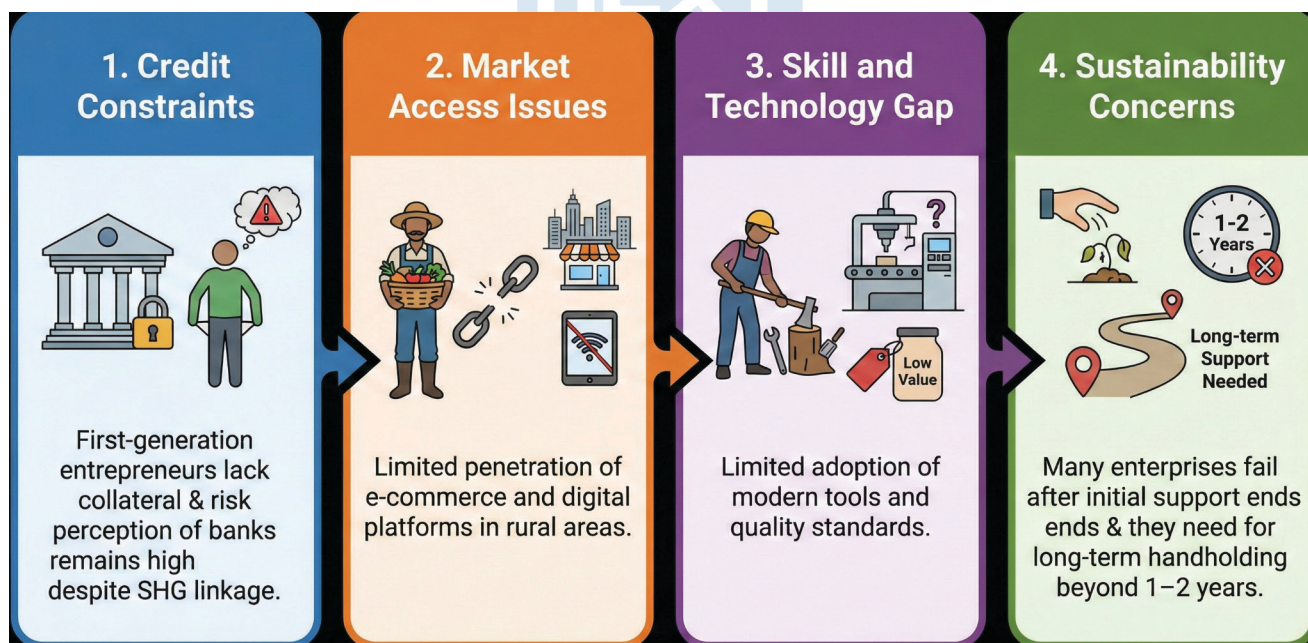 1. Credit
Constraints
First-generation
entrepreneurs lack
collateral & risk
perception of banks
remains high
despite SHG linkage.
2. Market
Access Issues
Limited penetration of
e-commerce and digital
platforms in rural areas.
3. Skill and
Technology Gap
?
Low
Value
Limited adoption of
modern tools and
quality standards.
4. Sustainability
Concerns
1-2
Years
Long-term
Support
Needed
Many enterprises fail
after initial support ends
ends & they need for
long-term handholding
beyond 1–2 years.